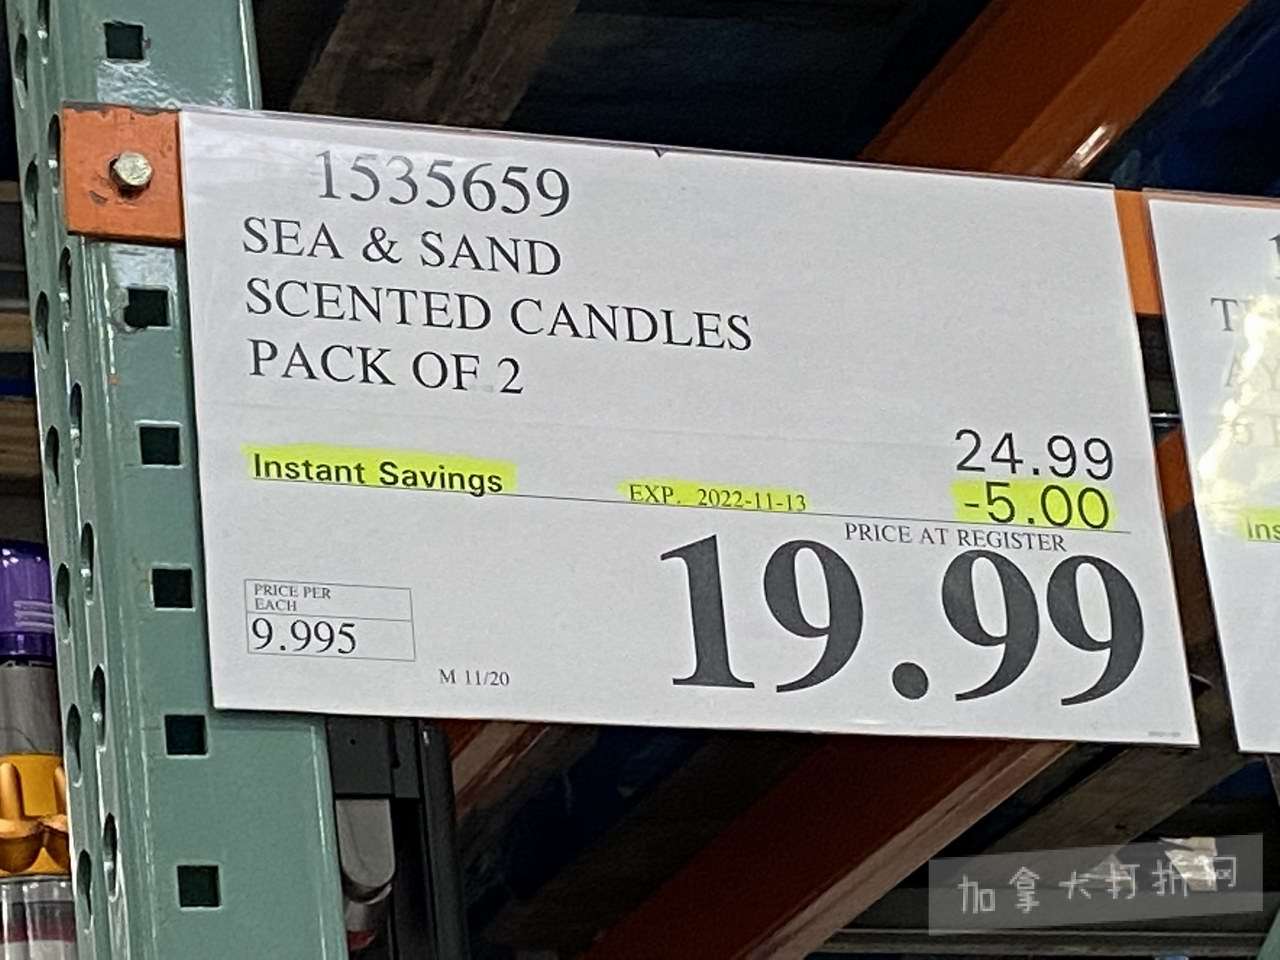 1535659
SEA & SAND
SCENTED CANDLES
PACK OF 2
24.99
Instant Savings EXP. 2022-11-13 -5.00
PRICE AT REGISTER
19.99
PRICE PER
EACH
9.995
M 11/20
加拿大打折网